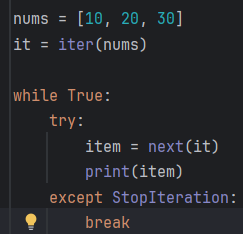 nums = [10, 20, 30]
it = iter(nums)

while True:
    try:
        item = next(it)
        print(item)
    except StopIteration:
        break